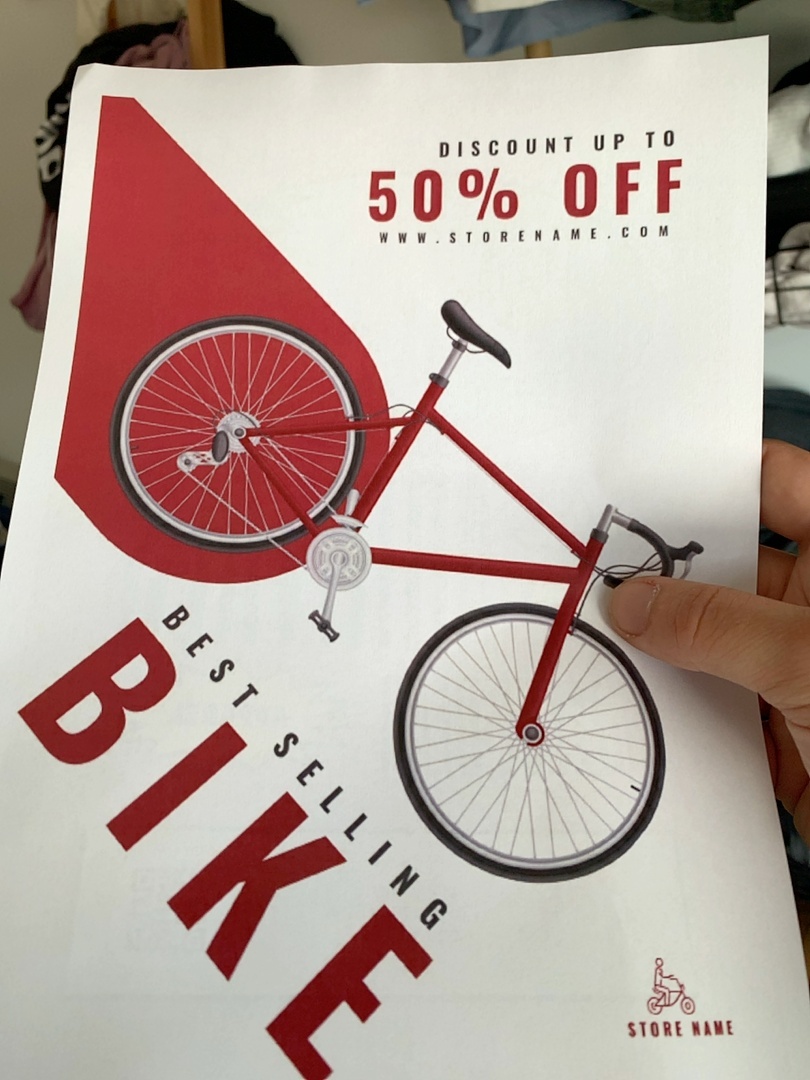 DISCOUNT UP TO
50% OFF
WWW.STORENAME.COM
BEST SELLING
BIKE
STORE NAME